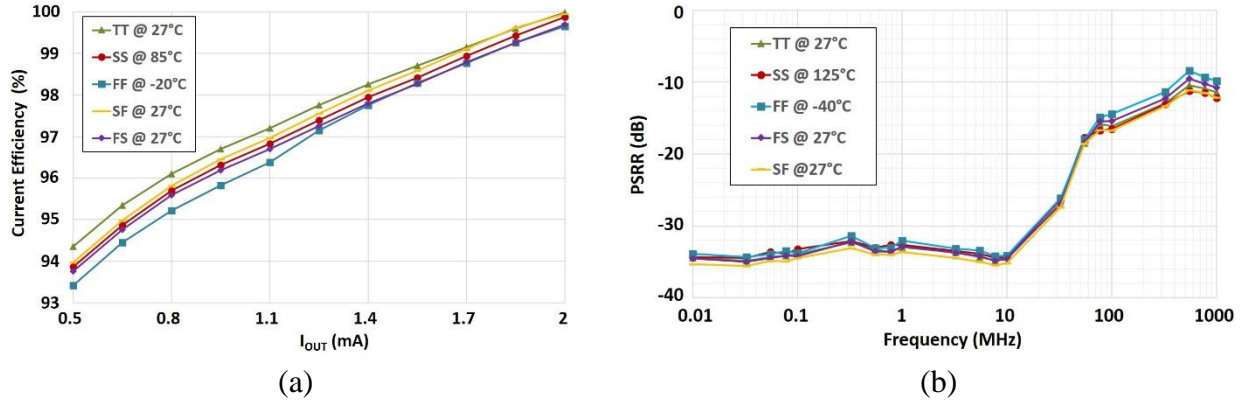 100
99
98
97
96
95
94
93
Current Efficiency (%)
TT @ 27°C
SS @ 85°C
FF @ -20°C
SF @ 27°C
FS @ 27°C
0.5
0.8
1.1
1.4
1.7
2
I_OUT (mA)
(a)
0
-10
-20
-30
-40
PSRR (dB)
TT @ 27°C
SS @ 125°C
FF @ -40°C
FS @ 27°C
SF @27°C
0.01
0.1
1
10
100
1000
Frequency (MHz)
(b)